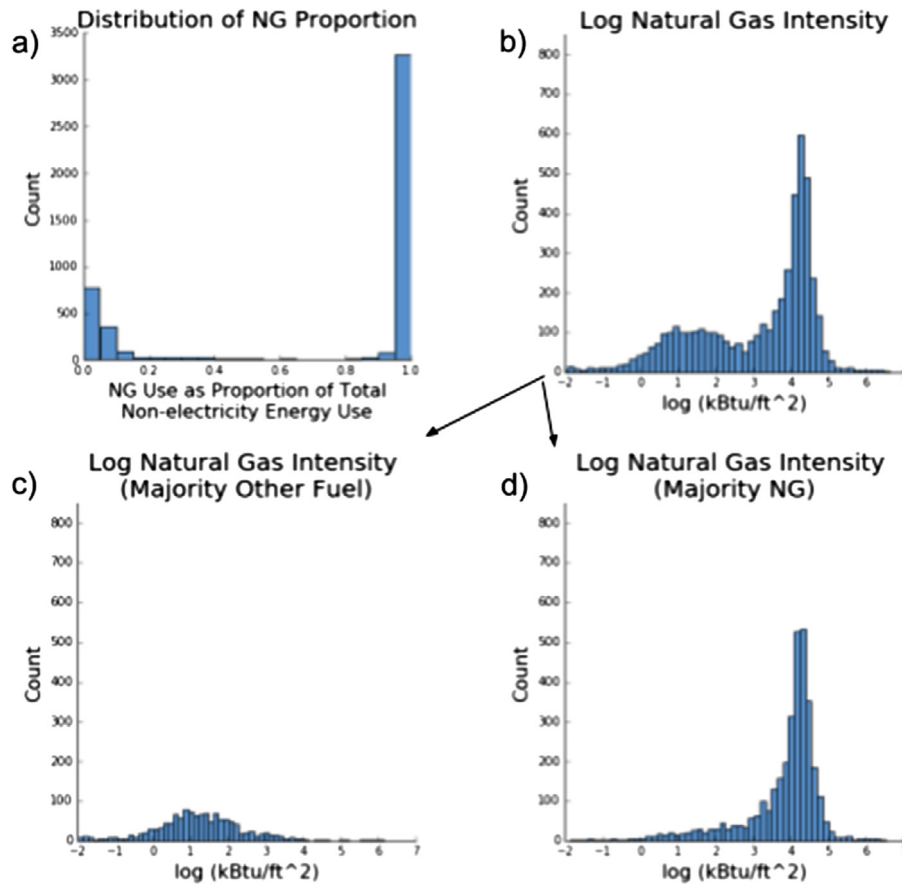 a)
Distribution of NG Proportion
3500
3000
2500
2000
1500
1000
500
0
Count
0.0 0.2 0.4 0.6 0.8 1.0
NG Use as Proportion of Total
Non-electricity Energy Use
b)
Log Natural Gas Intensity
800
700
600
500
400
300
200
100
0
Count
−2 −1 0 1 2 3 4 5 6
log (kBtu/ft^2)
c)
Log Natural Gas Intensity
(Majority Other Fuel)
800
700
600
500
400
300
200
100
0
Count
−2 −1 0 1 2 3 4 5 6 7
log (kBtu/ft^2)
d)
Log Natural Gas Intensity
(Majority NG)
800
700
600
500
400
300
200
100
0
Count
−2 −1 0 1 2 3 4 5 6
log (kBtu/ft^2)